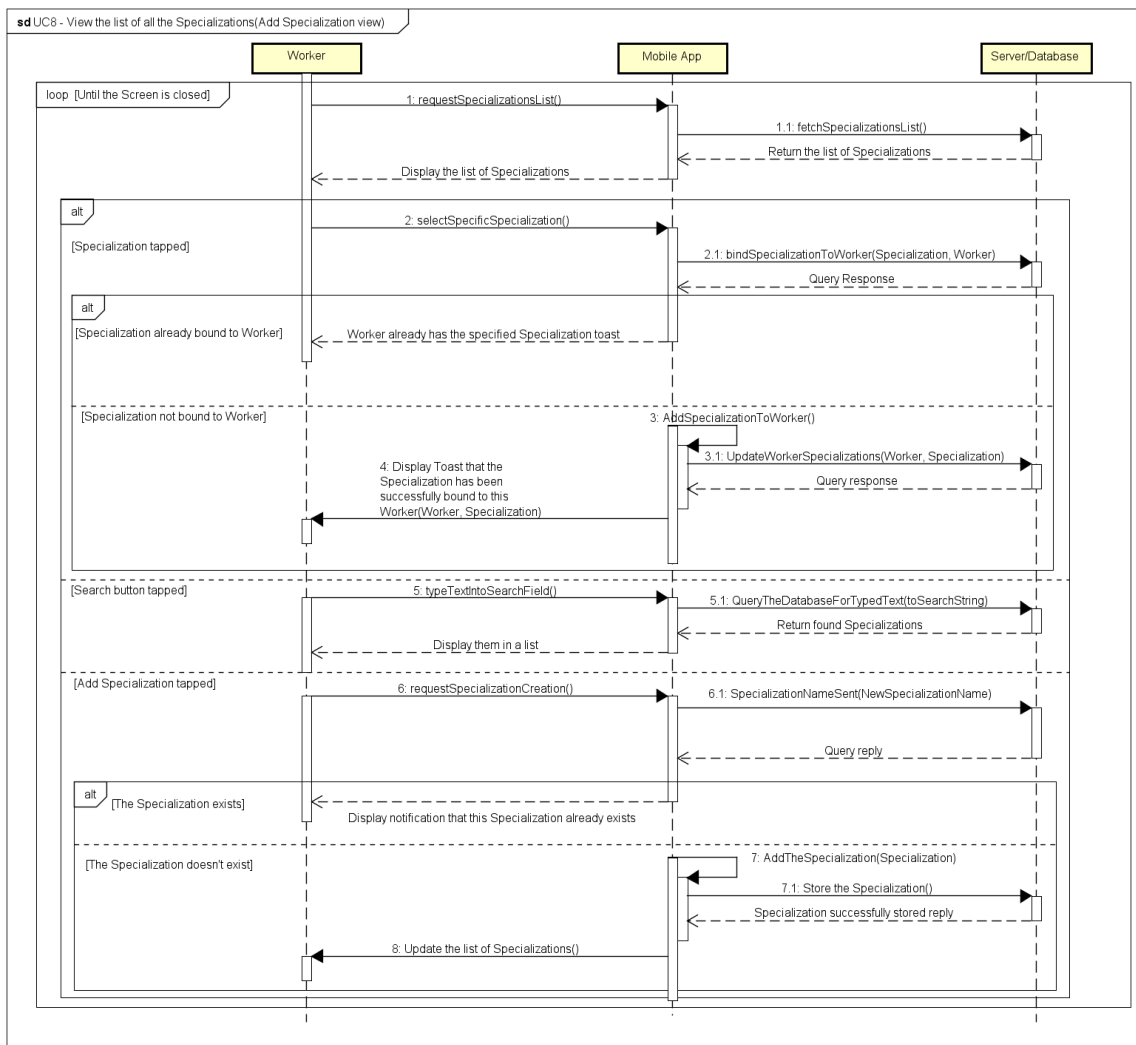 sd UC8 - View the list of all the Specializations(Add Specialization view)
Worker
Mobile App
Server/Database
loop [Until the Screen is closed]
1: requestSpecializationsList()
1.1: fetchSpecializationsList()
Return the list of Specializations
Display the list of Specializations
alt
2: selectSpecificSpecialization()
[Specialization tapped]
2.1: bindSpecializationToWorker(Specialization, Worker)
Query Response
alt
[Specialization already bound to Worker]
Worker already has the specified Specialization toast
[Specialization not bound to Worker]
3: AddSpecializationToWorker()
3.1: UpdateWorkerSpecializations(Worker, Specialization)
Query response
4: Display Toast that the
Specialization has been
successfully bound to this
Worker(Worker, Specialization)
[Search button tapped]
5: typeTextIntoSearchField()
5.1: QueryTheDatabaseForTypedText(toSearchString)
Return found Specializations
Display them in a list
[Add Specialization tapped]
6: requestSpecializationCreation()
6.1: SpecializationNameSent(NewSpecializationName)
Query reply
alt
[The Specialization exists]
Display notification that this Specialization already exists
[The Specialization doesn't exist]
7: AddTheSpecialization(Specialization)
7.1: Store the Specialization()
Specialization successfully stored reply
8: Update the list of Specializations()